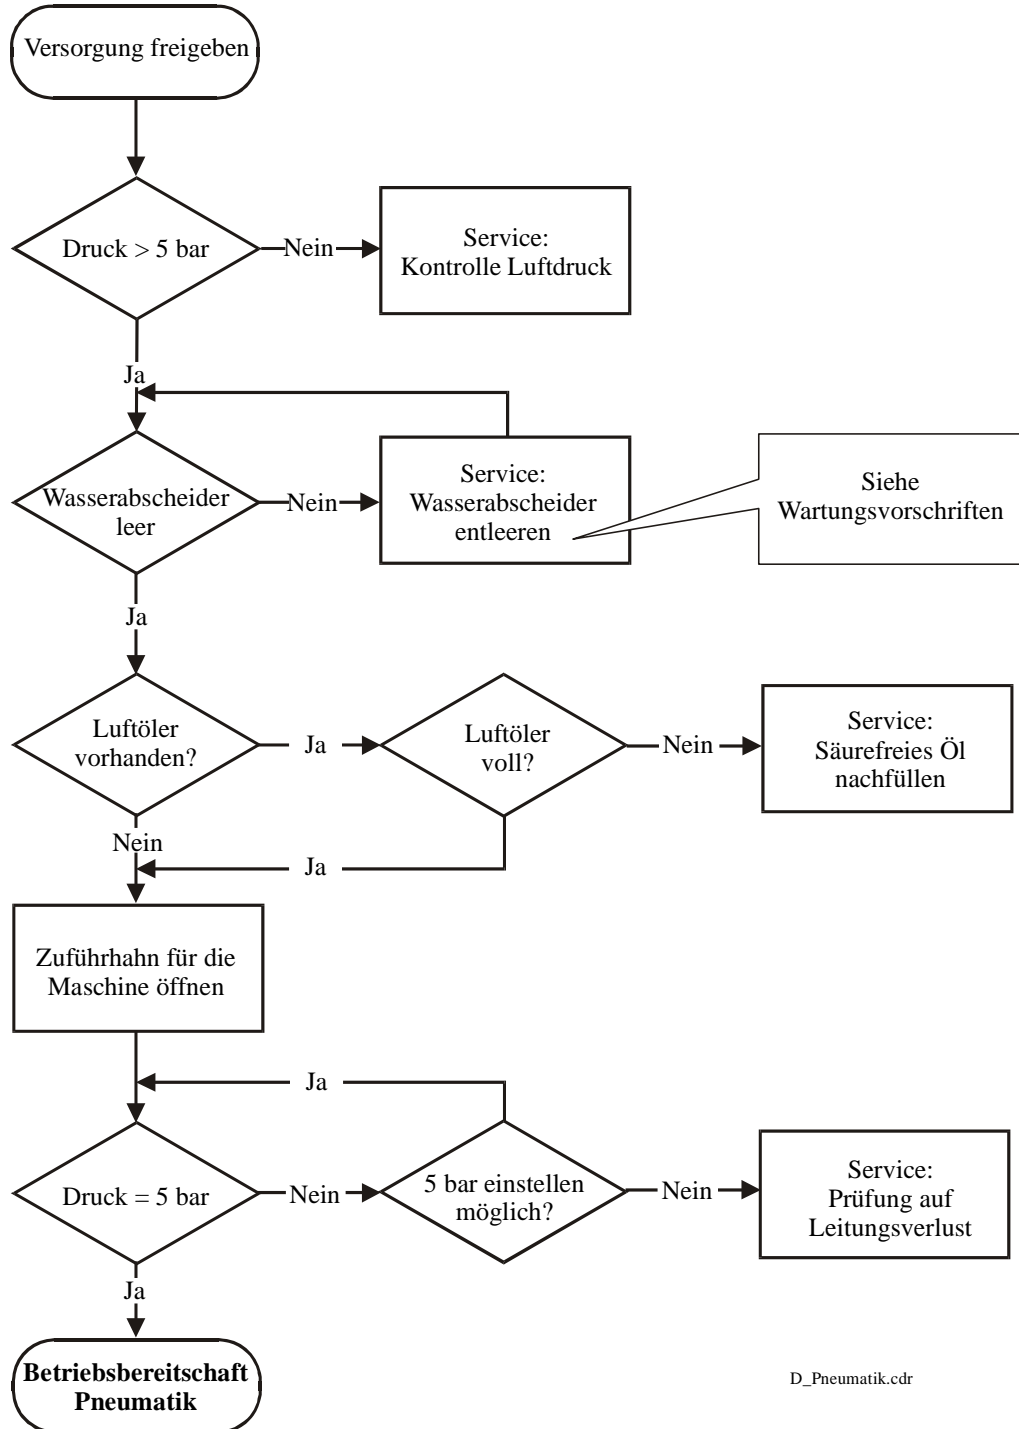 Versorgung freigeben
Druck > 5 bar
Nein
Service:
Kontrolle Luftdruck
Ja
Wasserabscheider
leer
Nein
Service:
Wasserabscheider
entleeren
Siehe
Wartungsvorschriften
Ja
Luftöler
vorhanden?
Ja
Luftöler
voll?
Nein
Service:
Säurefreies Öl
nachfüllen
Nein
Ja
Zuführhahn für die
Maschine öffnen
Ja
Druck = 5 bar
Nein
5 bar einstellen
möglich?
Nein
Service:
Prüfung auf
Leitungsverlust
Ja
Betriebsbereitschaft
Pneumatik
D_Pneumatik.cdr